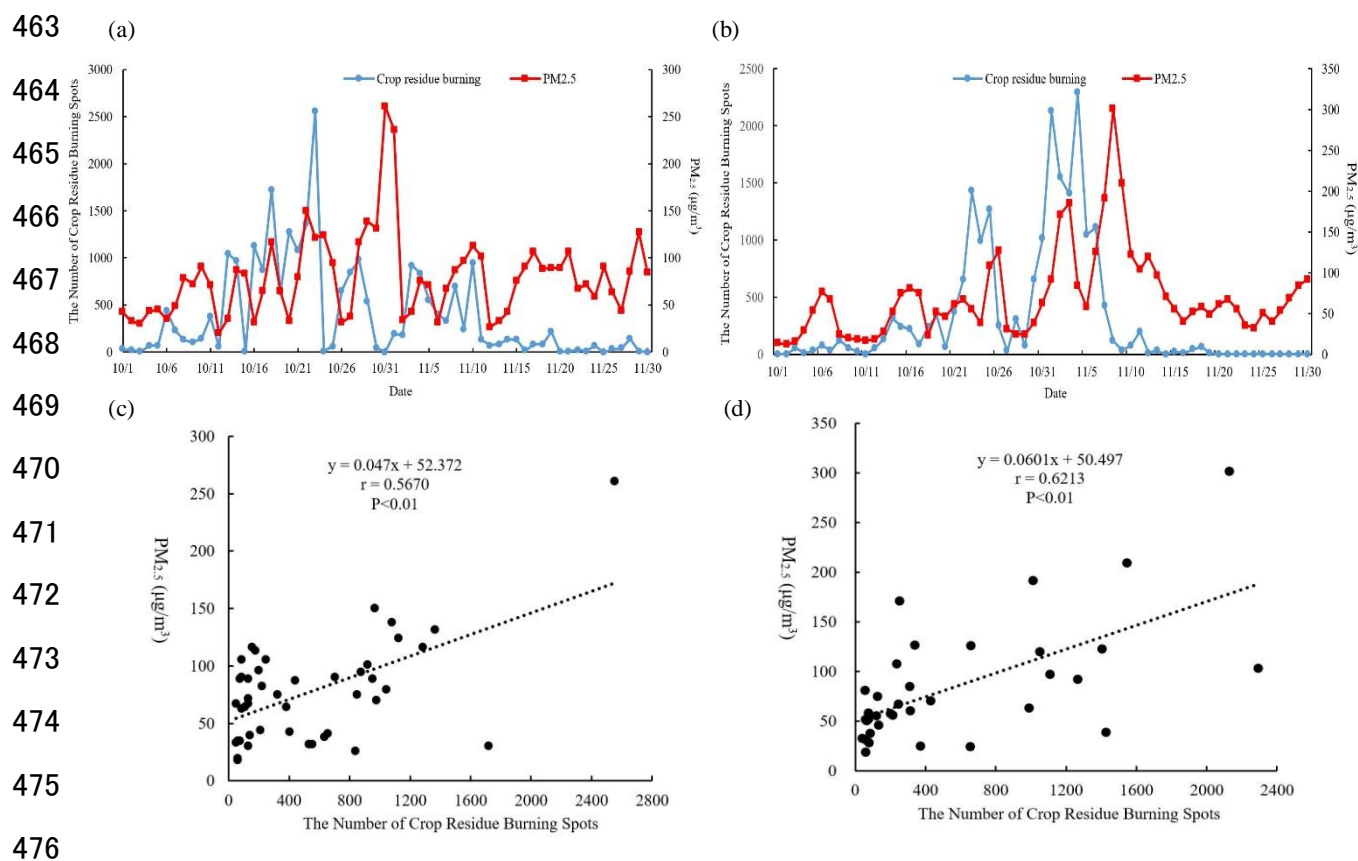 463
464
465
466
467
468
469
470
471
472
473
474
475
476
(a)
Crop residue burning
PM2.5
The Number of Crop Residue Burning Spots
3000
2500
2000
1500
1000
500
0
300
250
200
150
100
50
0
PM2.5 (µg/m³)
10/1 10/6 10/11 10/16 10/21 10/26 10/31 11/5 11/10 11/15 11/20 11/25 11/30
Date
(b)
Crop residue burning
PM2.5
The Number of Crop Residue Burning Spots
2500
2000
1500
1000
500
0
350
300
250
200
150
100
50
0
PM2.5 (µg/m³)
10/1 10/6 10/11 10/16 10/21 10/26 10/31 11/5 11/10 11/15 11/20 11/25 11/30
Date
(c)
300
250
200
150
100
50
0
PM2.5 (µg/m³)
y = 0.047x + 52.372
r = 0.5670
P<0.01
0 400 800 1200 1600 2000 2400 2800
The Number of Crop Residue Burning Spots
(d)
350
300
250
200
150
100
50
0
PM2.5 (µg/m³)
y = 0.0601x + 50.497
r = 0.6213
P<0.01
0 400 800 1200 1600 2000 2400
The Number of Crop Residue Burning Spots